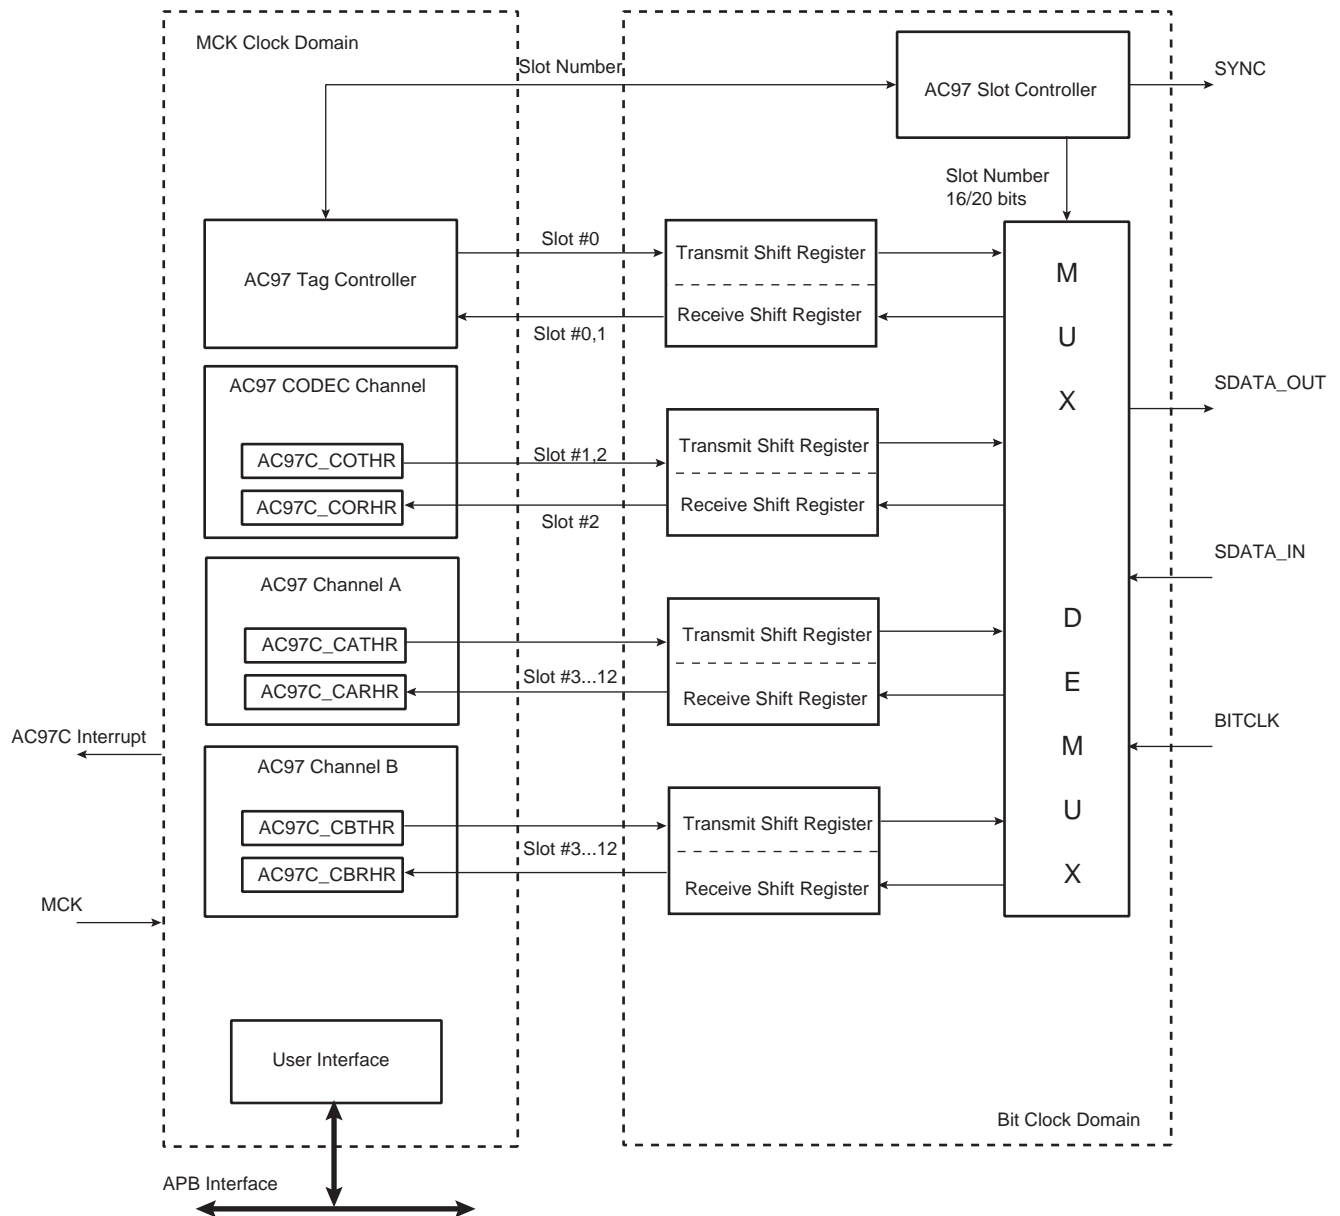 MCK Clock Domain
Slot Number
AC97 Slot Controller
SYNC
Slot Number
16/20 bits
AC97 Tag Controller
Slot #0
Slot #0,1
Transmit Shift Register
Receive Shift Register
M
U
X
D
E
M
U
X
AC97 CODEC Channel
AC97C_COTHR
AC97C_CORHR
Slot #1,2
Slot #2
Transmit Shift Register
Receive Shift Register
SDATA_OUT
SDATA_IN
AC97 Channel A
AC97C_CATHR
AC97C_CARHR
Slot #3...12
Transmit Shift Register
Receive Shift Register
BITCLK
AC97C Interrupt
AC97 Channel B
AC97C_CBTHR
AC97C_CBRHR
Slot #3...12
Transmit Shift Register
Receive Shift Register
MCK
User Interface
Bit Clock Domain
APB Interface